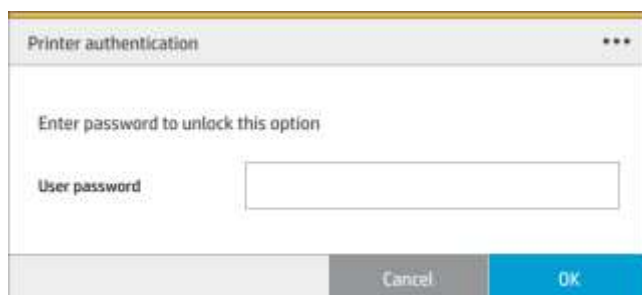 Printer authentication
Enter password to unlock this option
User password
Cancel
OK